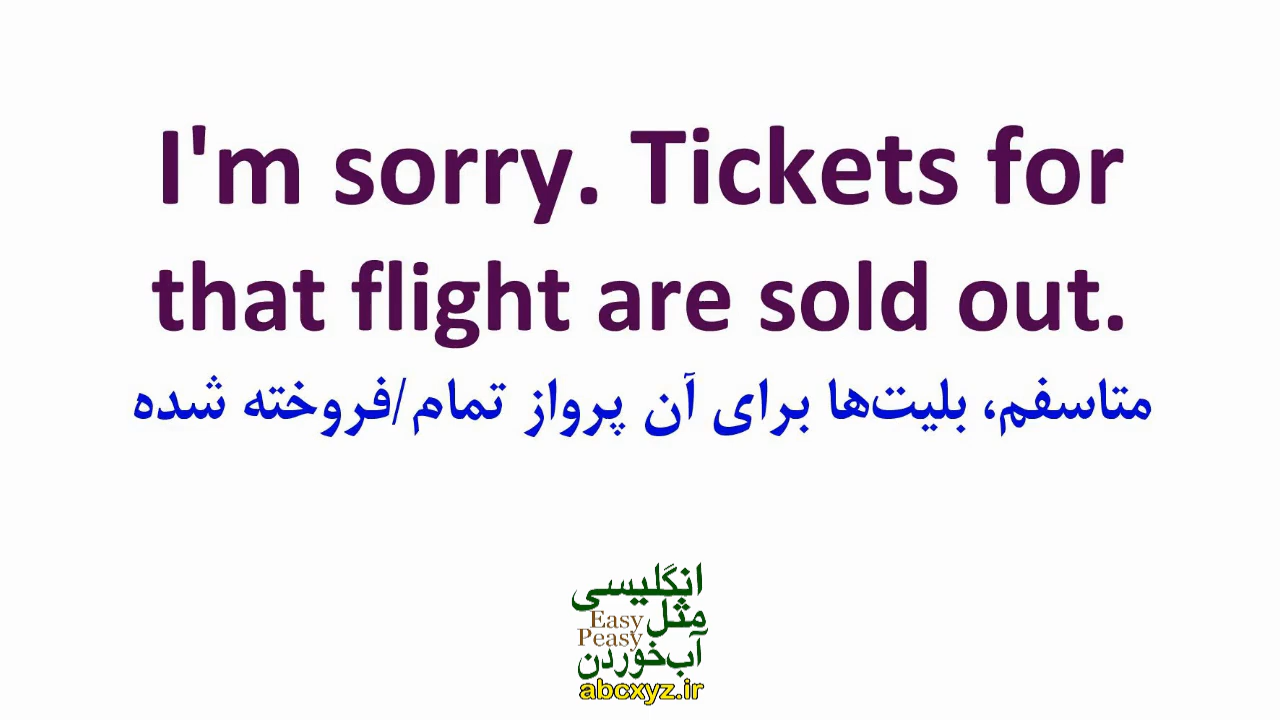 I'm sorry. Tickets for
that flight are sold out.
متاسفم، بلیت‌ها برای آن پرواز تمام/فروخته شده
انگلیسی
مثل
Easy
Peasy
آب‌خوردن
abcxyz.ir